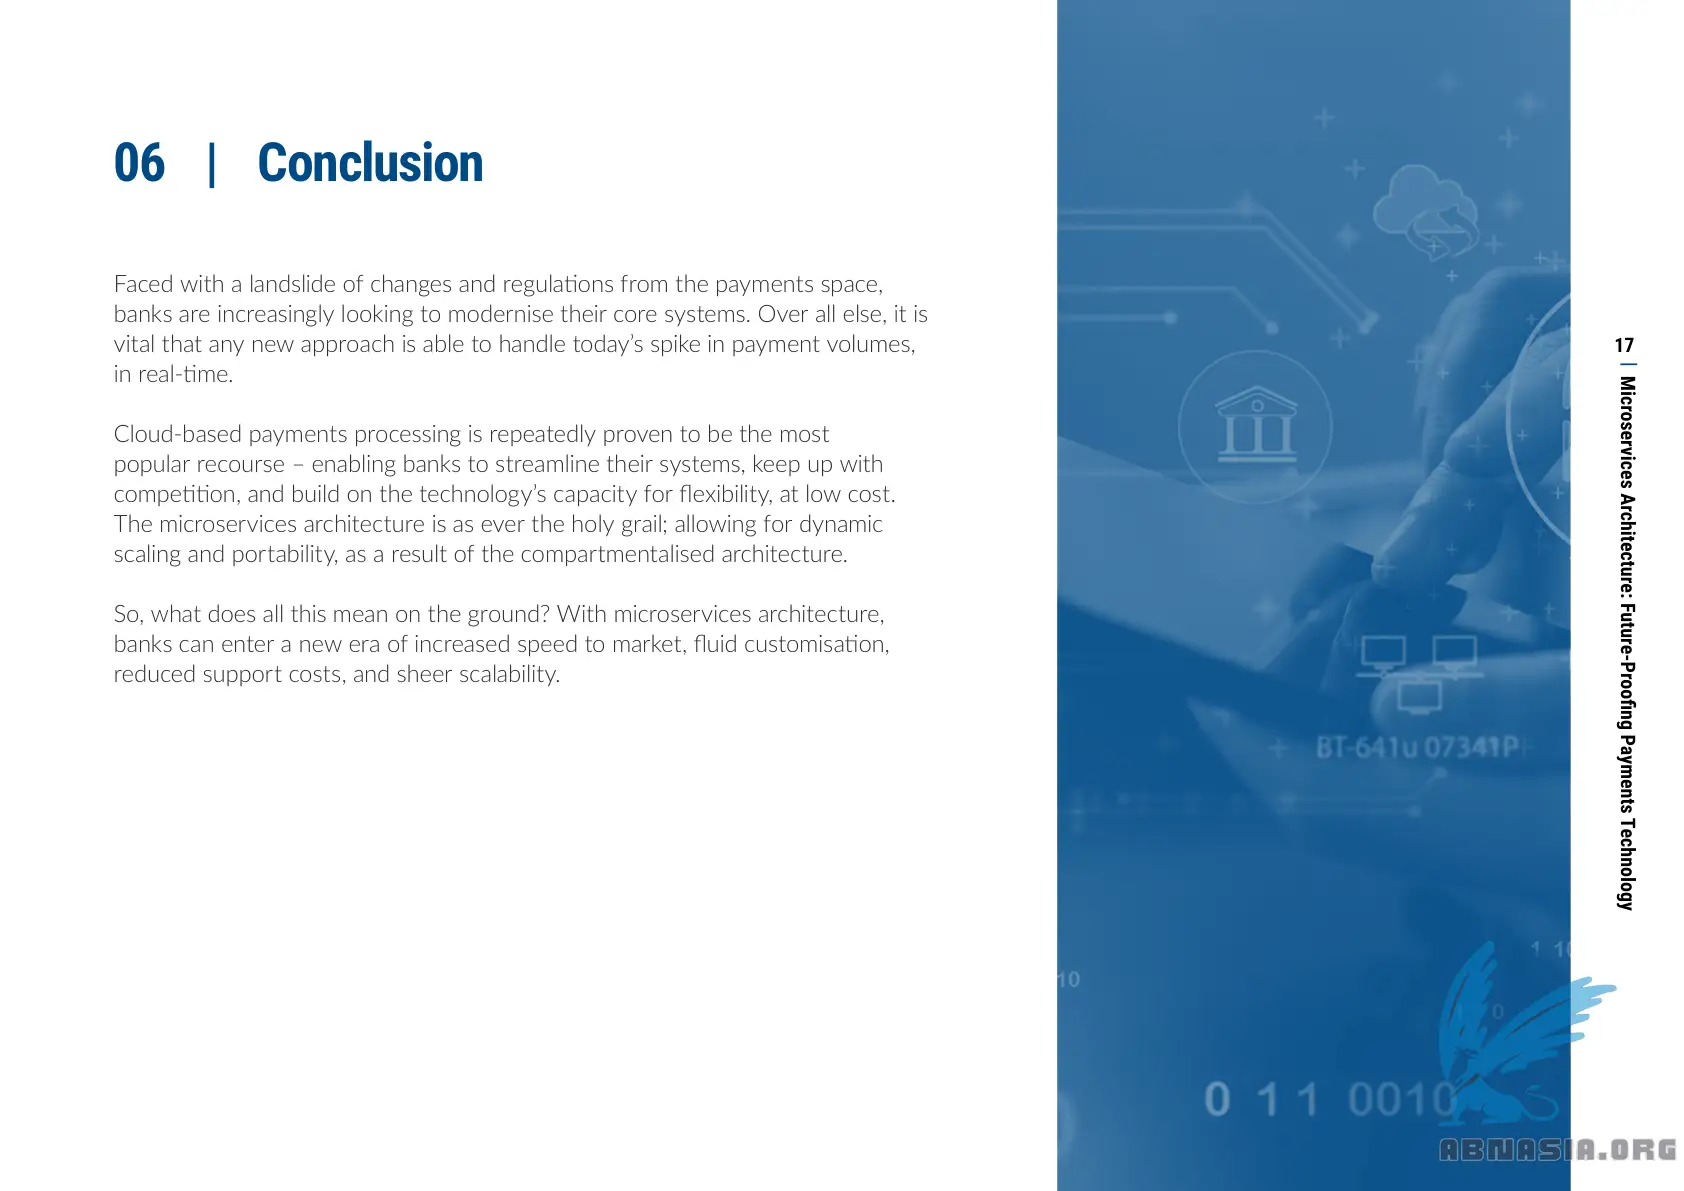 06 | Conclusion
Faced with a landslide of changes and regulations from the payments space,
banks are increasingly looking to modernise their core systems. Over all else, it is
vital that any new approach is able to handle today’s spike in payment volumes,
in real-time.
Cloud-based payments processing is repeatedly proven to be the most
popular recourse – enabling banks to streamline their systems, keep up with
competition, and build on the technology’s capacity for flexibility, at low cost.
The microservices architecture is as ever the holy grail; allowing for dynamic
scaling and portability, as a result of the compartmentalised architecture.
So, what does all this mean on the ground? With microservices architecture,
banks can enter a new era of increased speed to market, fluid customisation,
reduced support costs, and sheer scalability.
BT-641u 07341P
10
1 10
0
0 1 1 0010
17 | Microservices Architecture: Future-Proofing Payments Technology
ABNASIA.ORG